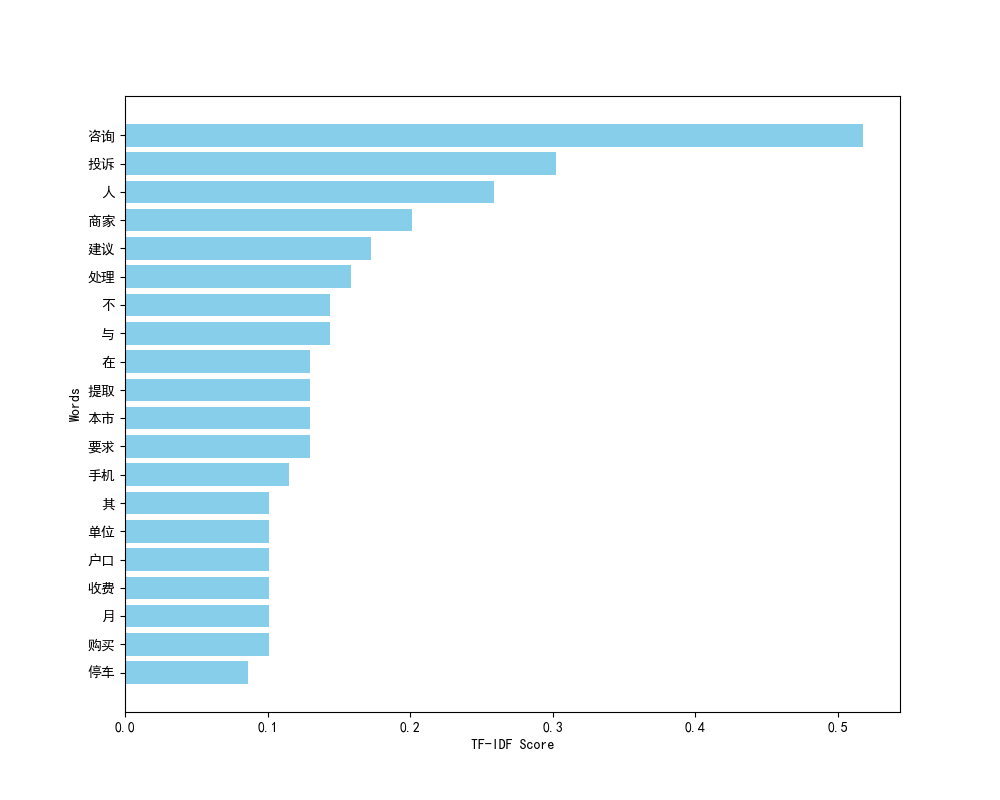 咨询
投诉
人
商家
建议
处理
不
与
在
提取
本市
要求
手机
其
单位
户口
收费
月
购买
停车
Words
0.0 0.1 0.2 0.3 0.4 0.5
TF-IDF Score